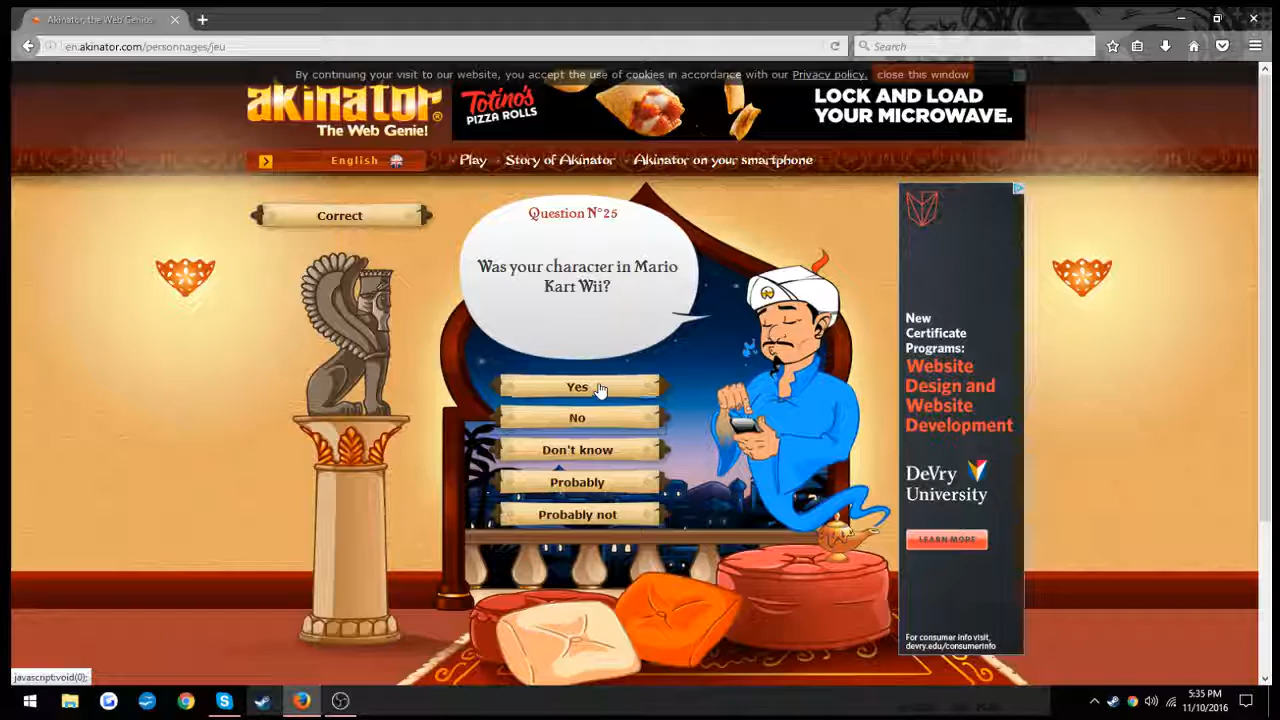 Akinator, the Web Genius
en.akinator.com/personnages/jeu
Search
By continuing your visit to our website, you accept the use of cookies in accordance with our Privacy policy. close this window
akinator®
The Web Genie!
TOTINO'S
PIZZA ROLLS
LOCK AND LOAD
YOUR MICROWAVE.
English
Play
Story of Akinator
Akinator on your smartphone
Correct
Question N°25
Was your character in Mario
Kart Wii?
Yes
No
Don't know
Probably
Probably not
New
Certificate
Programs:
Website
Design and
Website
Development
DeVry
University
LEARN MORE
For consumer info visit,
devry.edu/consumerinfo
javascript:void(0);
5:35 PM
11/10/2016